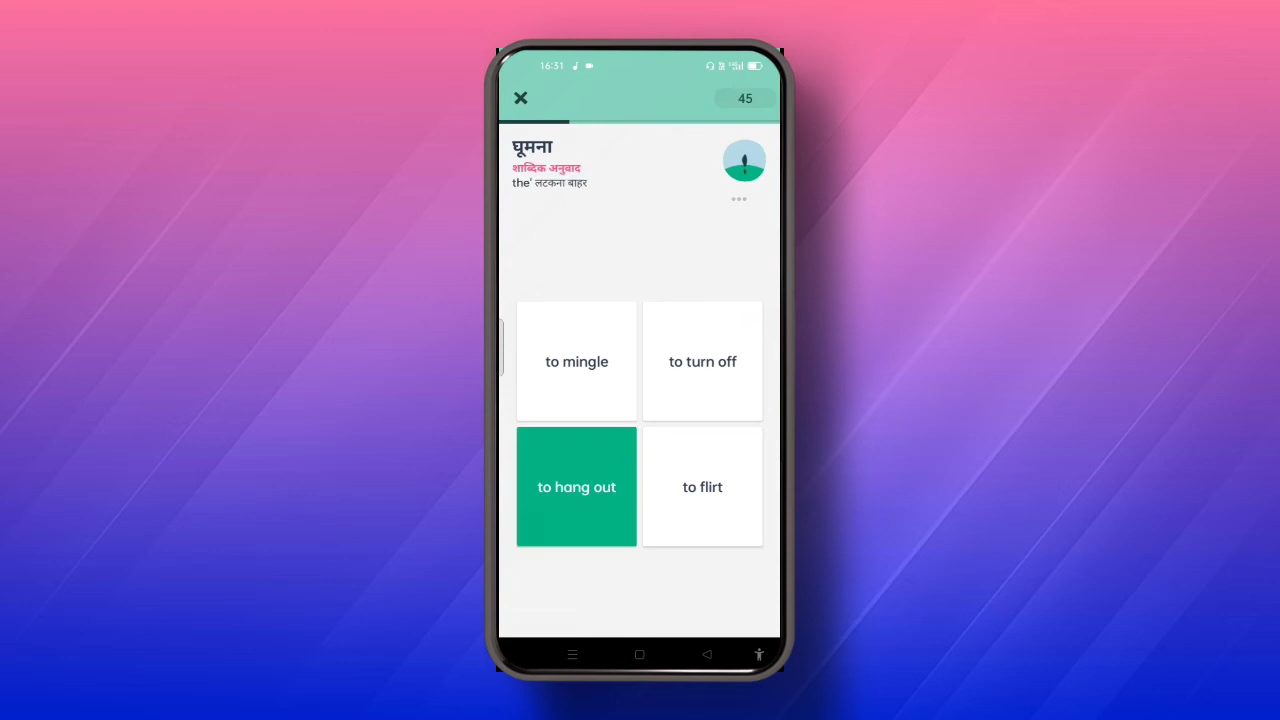 16:31
45
घूमना
शाब्दिक अनुवाद
the' लटकना बाहर
to mingle
to turn off
to hang out
to flirt